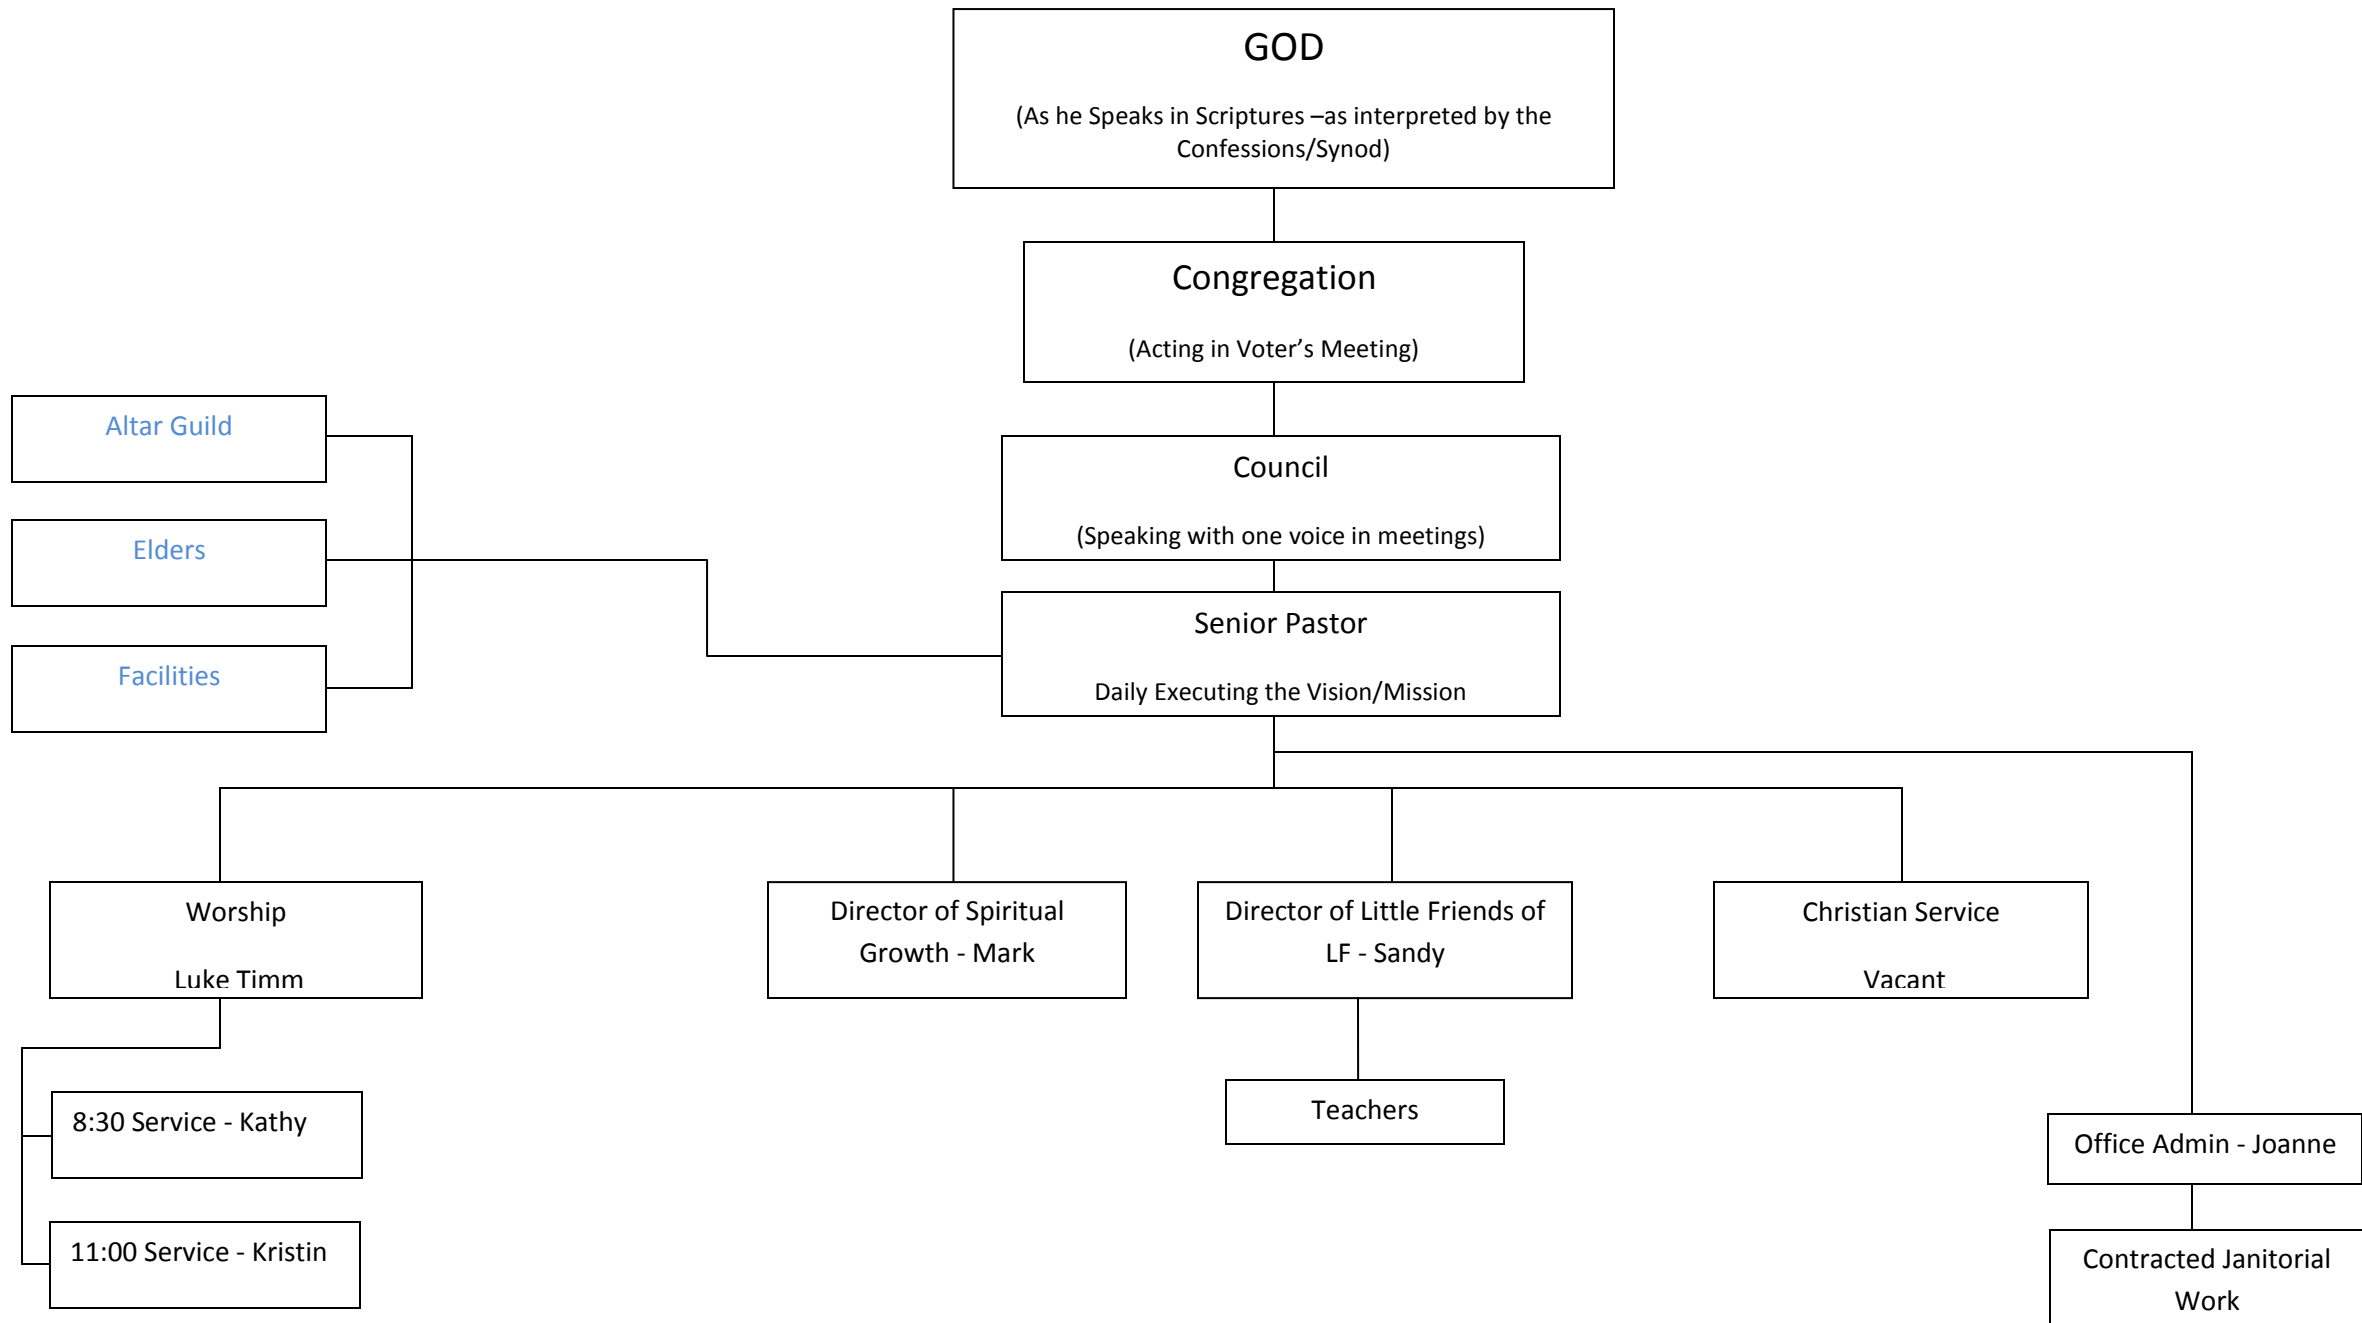 GOD
(As he Speaks in Scriptures –as interpreted by the
Confessions/Synod)
Congregation
(Acting in Voter’s Meeting)
Council
(Speaking with one voice in meetings)
Senior Pastor
Daily Executing the Vision/Mission
Altar Guild
Elders
Facilities
Worship
Luke Timm
Director of Spiritual
Growth - Mark
Director of Little Friends of
LF - Sandy
Christian Service
Vacant
8:30 Service - Kathy
11:00 Service - Kristin
Teachers
Office Admin - Joanne
Contracted Janitorial
Work